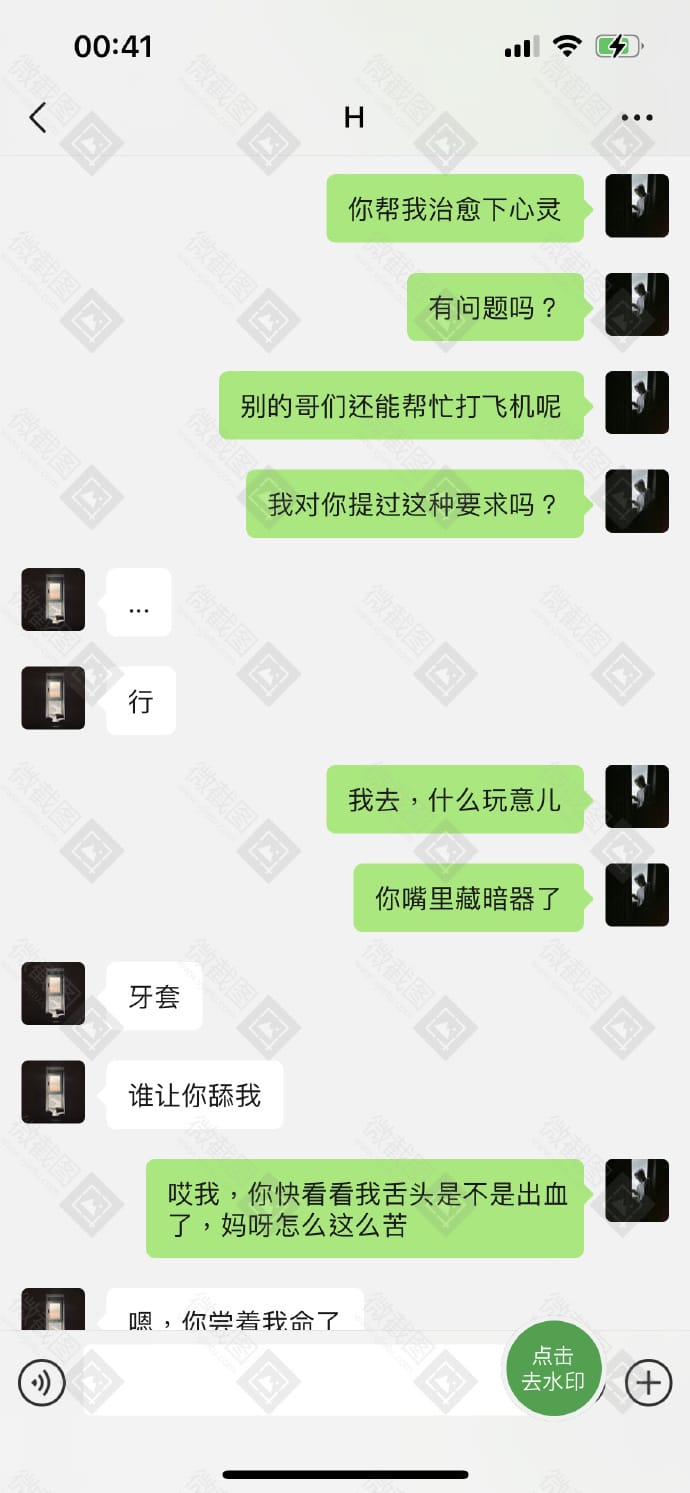 00:41
H
你帮我治愈下心灵
有问题吗？
别的哥们还能帮忙打飞机呢
我对你提过这种要求吗？
...
行
我去，什么玩意儿
你嘴里藏暗器了
牙套
谁让你舔我
哎我，你快看看我舌头是不是出血
了，妈呀怎么这么苦
嗯，你尝着我命了
点击
去水印
微截图